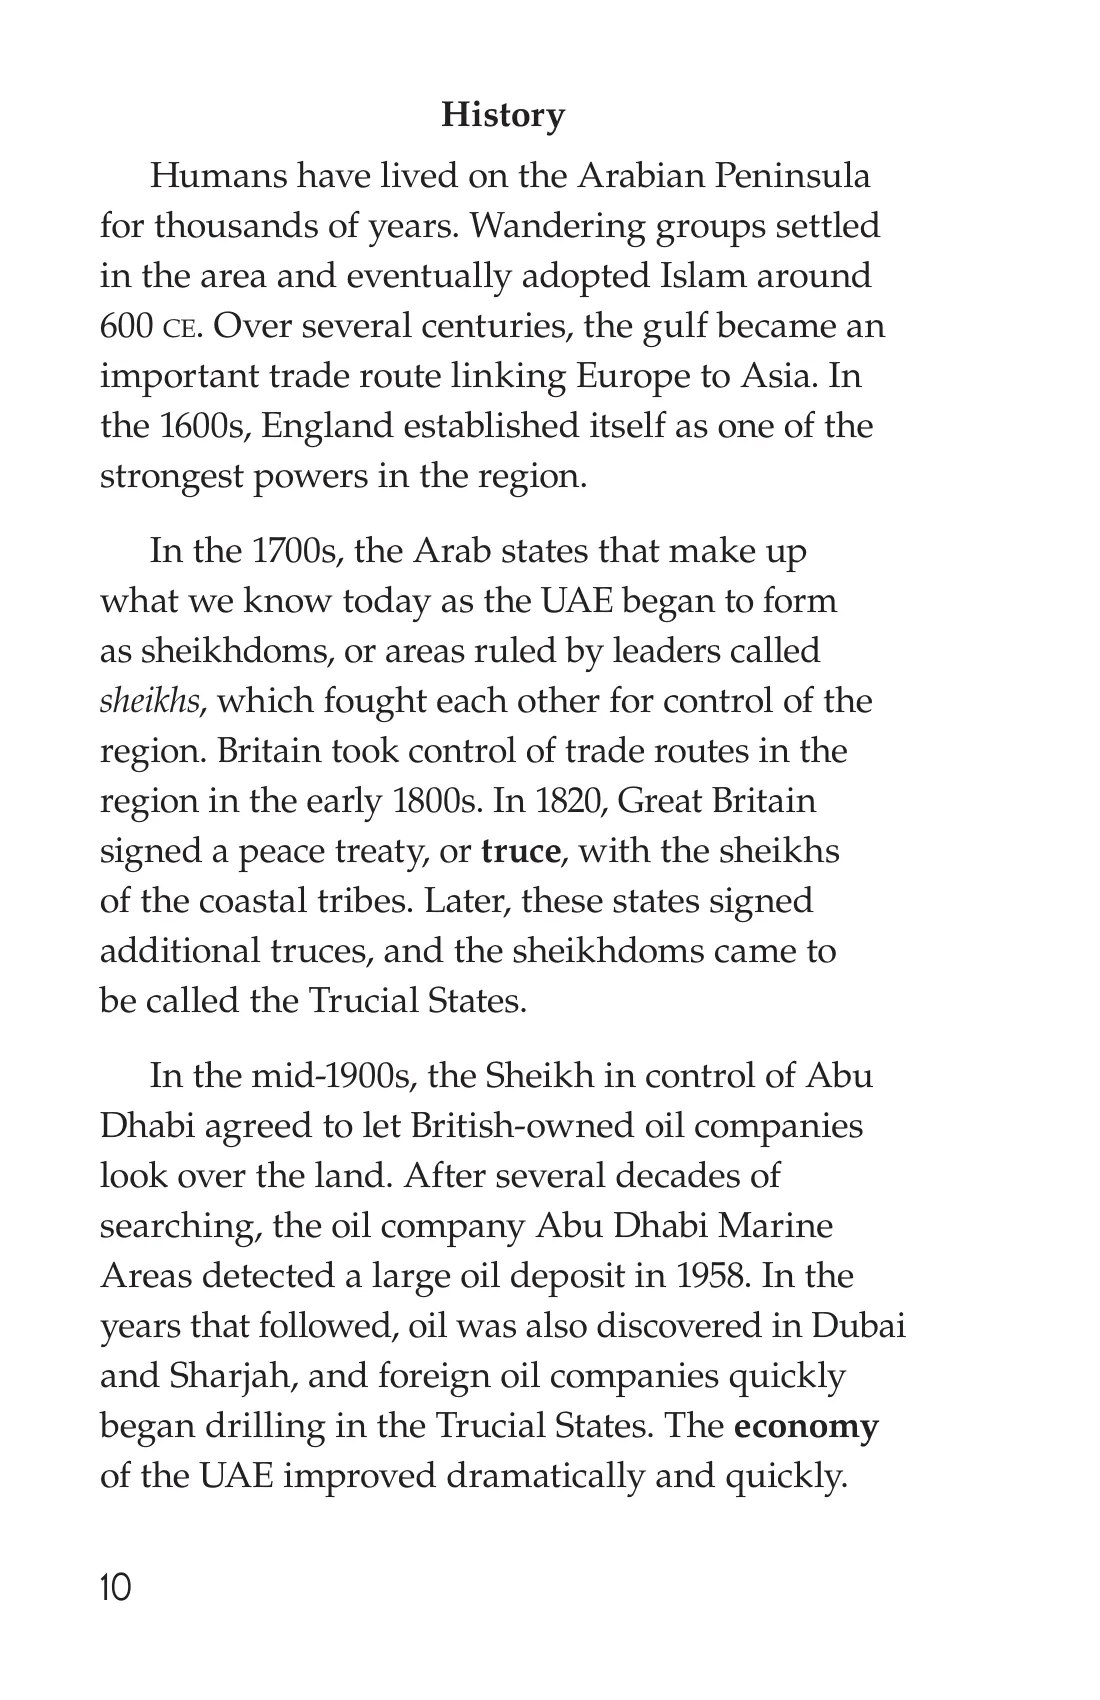 History
Humans have lived on the Arabian Peninsula
for thousands of years. Wandering groups settled
in the area and eventually adopted Islam around
600 CE. Over several centuries, the gulf became an
important trade route linking Europe to Asia. In
the 1600s, England established itself as one of the
strongest powers in the region.
In the 1700s, the Arab states that make up
what we know today as the UAE began to form
as sheikhdoms, or areas ruled by leaders called
sheikhs, which fought each other for control of the
region. Britain took control of trade routes in the
region in the early 1800s. In 1820, Great Britain
signed a peace treaty, or truce, with the sheikhs
of the coastal tribes. Later, these states signed
additional truces, and the sheikhdoms came to
be called the Trucial States.
In the mid-1900s, the Sheikh in control of Abu
Dhabi agreed to let British-owned oil companies
look over the land. After several decades of
searching, the oil company Abu Dhabi Marine
Areas detected a large oil deposit in 1958. In the
years that followed, oil was also discovered in Dubai
and Sharjah, and foreign oil companies quickly
began drilling in the Trucial States. The economy
of the UAE improved dramatically and quickly.
10